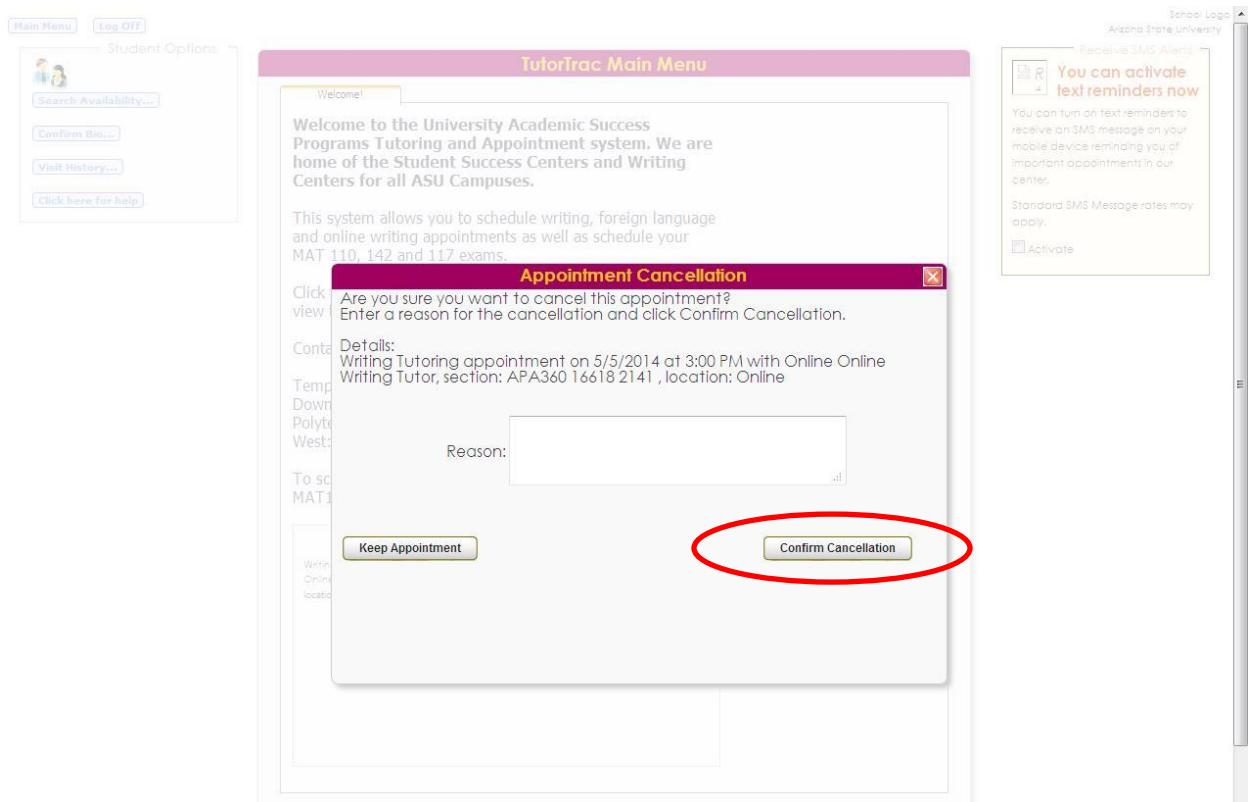 Main Menu
Log Off
School Logo
Arizona State University
Student Options
Search Availability...
Confirm Bio...
Visit History...
Click here for help
TutorTrac Main Menu
Welcome!
Welcome to the University Academic Success
Programs Tutoring and Appointment system. We are
home of the Student Success Centers and Writing
Centers for all ASU Campuses.
This system allows you to schedule writing, foreign language
and online writing appointments as well as schedule your
MAT 110, 142 and 117 exams.
Click
view
Conta
Temp
Down
Polyte
West:
To sc
MAT1
Writin
Online
locatio
Appointment Cancellation
Are you sure you want to cancel this appointment?
Enter a reason for the cancellation and click Confirm Cancellation.
Details:
Writing Tutoring appointment on 5/5/2014 at 3:00 PM with Online Online
Writing Tutor, section: APA360 16618 2141 , location: Online
Reason:
Keep Appointment
Confirm Cancellation
Receive SMS Alerts
R
You can activate
text reminders now
You can turn on text reminders to
receive an SMS message on your
mobile device reminding you of
important appointments in our
center.
Standard SMS Message rates may
apply.
Activate